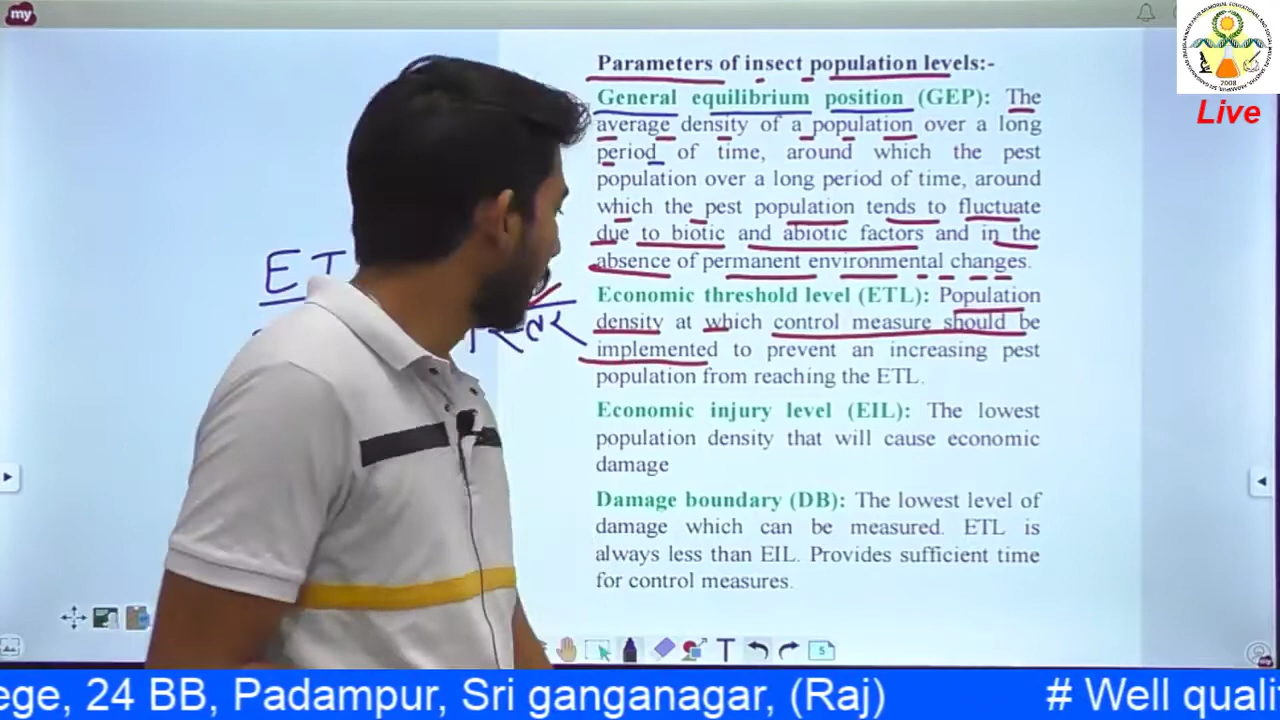 my
Parameters of insect population levels:-
General equilibrium position (GEP): The
average density of a population over a long
period of time, around which the pest
population over a long period of time, around
which the pest population tends to fluctuate
due to biotic and abiotic factors and in the
absence of permanent environmental changes.
Economic threshold level (ETL): Population
density at which control measure should be
implemented to prevent an increasing pest
population from reaching the ETL.
Economic injury level (EIL): The lowest
population density that will cause economic
damage
Damage boundary (DB): The lowest level of
damage which can be measured. ETL is
always less than EIL. Provides sufficient time
for control measures.
ET
2008
Live
T
5
my
ege, 24 BB, Padampur, Sri ganganagar, (Raj) # Well quali